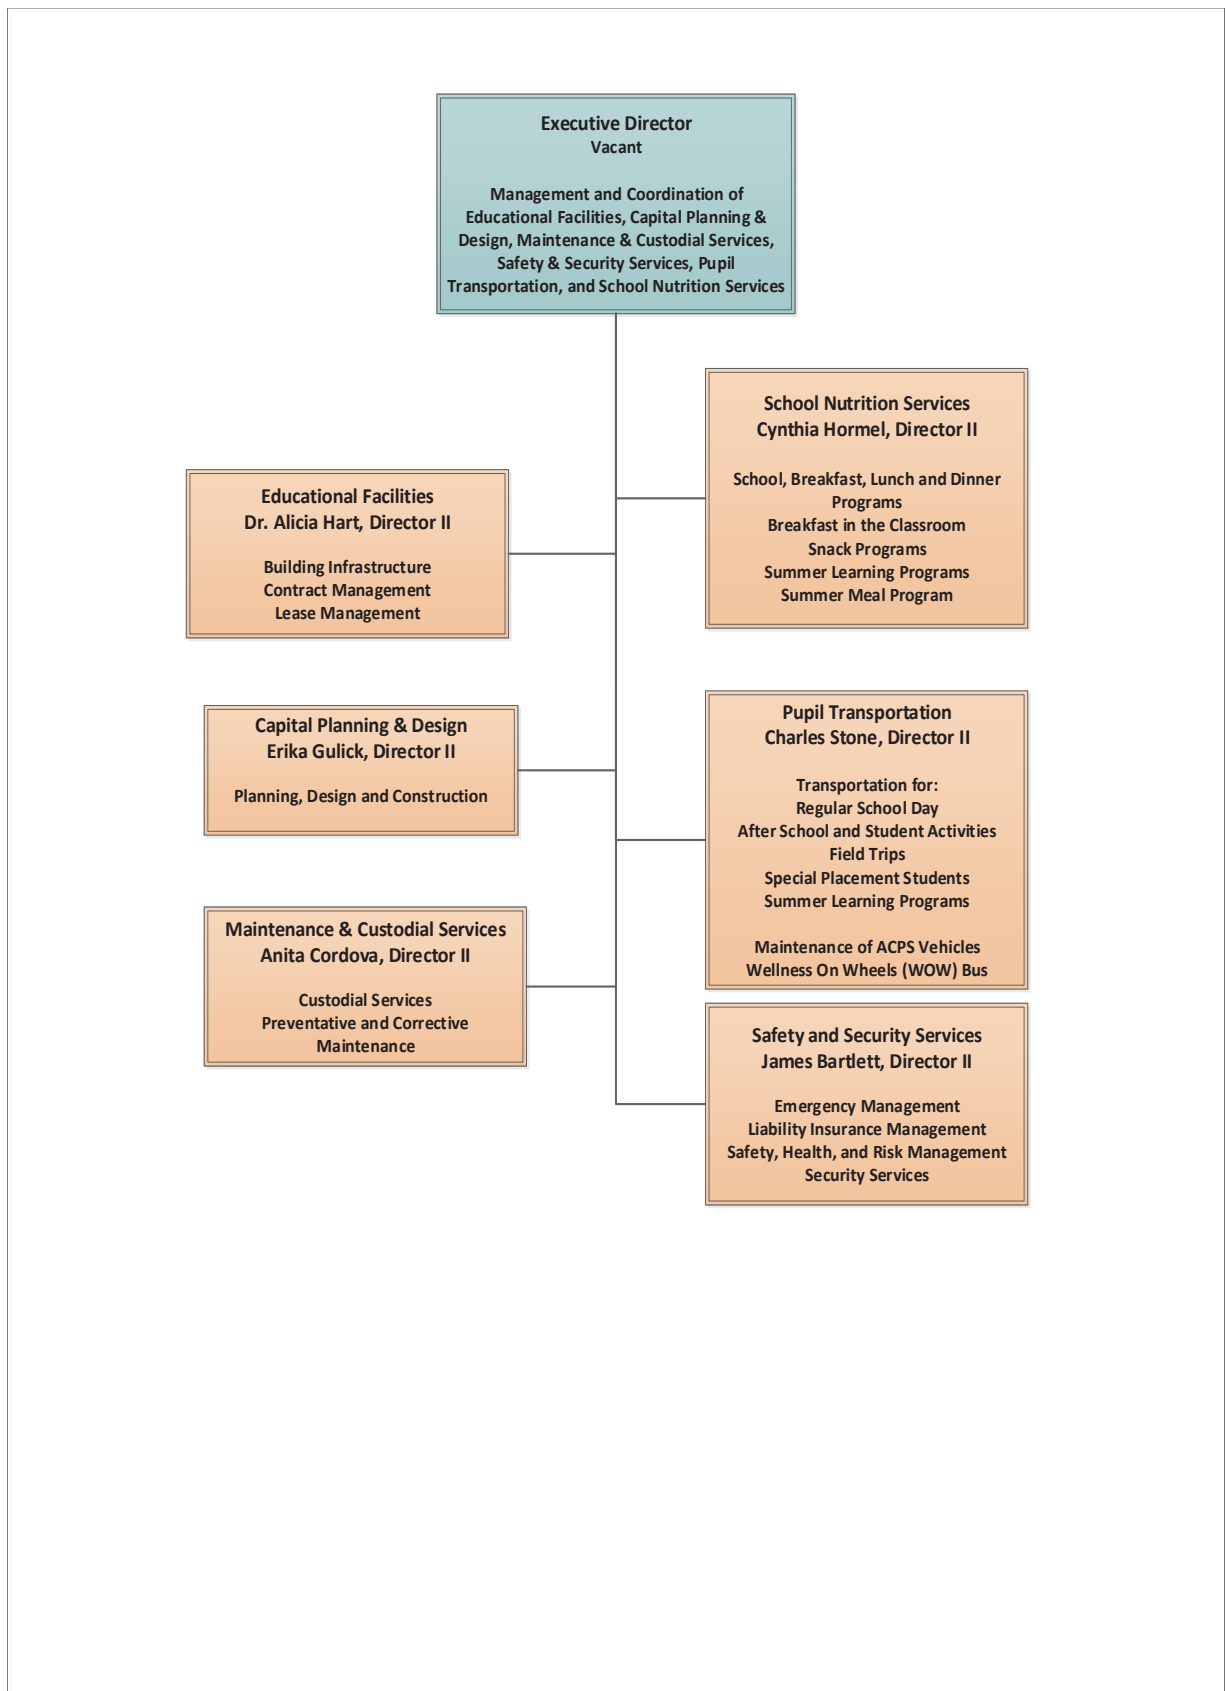 Executive Director
Vacant
Management and Coordination of
Educational Facilities, Capital Planning &
Design, Maintenance & Custodial Services,
Safety & Security Services, Pupil
Transportation, and School Nutrition Services
School Nutrition Services
Cynthia Hormel, Director II
School, Breakfast, Lunch and Dinner
Programs
Breakfast in the Classroom
Snack Programs
Summer Learning Programs
Summer Meal Program
Educational Facilities
Dr. Alicia Hart, Director II
Building Infrastructure
Contract Management
Lease Management
Capital Planning & Design
Erika Gulick, Director II
Planning, Design and Construction
Pupil Transportation
Charles Stone, Director II
Transportation for:
Regular School Day
After School and Student Activities
Field Trips
Special Placement Students
Summer Learning Programs
Maintenance of ACPS Vehicles
Wellness On Wheels (WOW) Bus
Maintenance & Custodial Services
Anita Cordova, Director II
Custodial Services
Preventative and Corrective
Maintenance
Safety and Security Services
James Bartlett, Director II
Emergency Management
Liability Insurance Management
Safety, Health, and Risk Management
Security Services